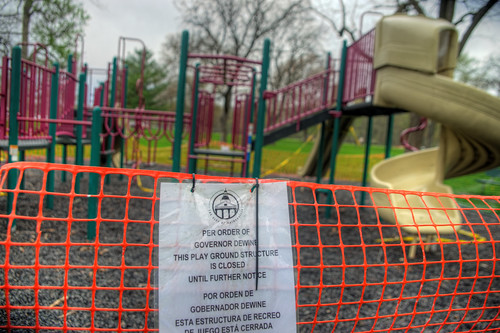 PER ORDER OF
GOVERNOR DEWINE
THIS PLAY GROUND STRUCTURE
IS CLOSED
UNTIL FURTHER NOTICE
POR ORDEN DE
GOBERNADOR DEWINE
ESTA ESTRUCTURA DE RECREO
DE JUEGO ESTÁ CERRADA